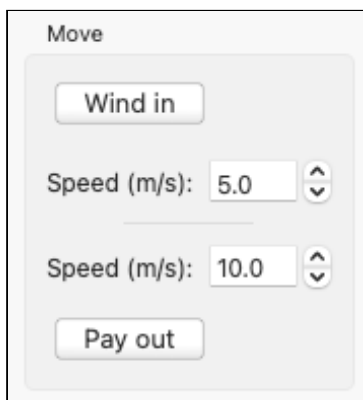 Move
Wind in
Speed (m/s): 5.0
Speed (m/s): 10.0
Pay out